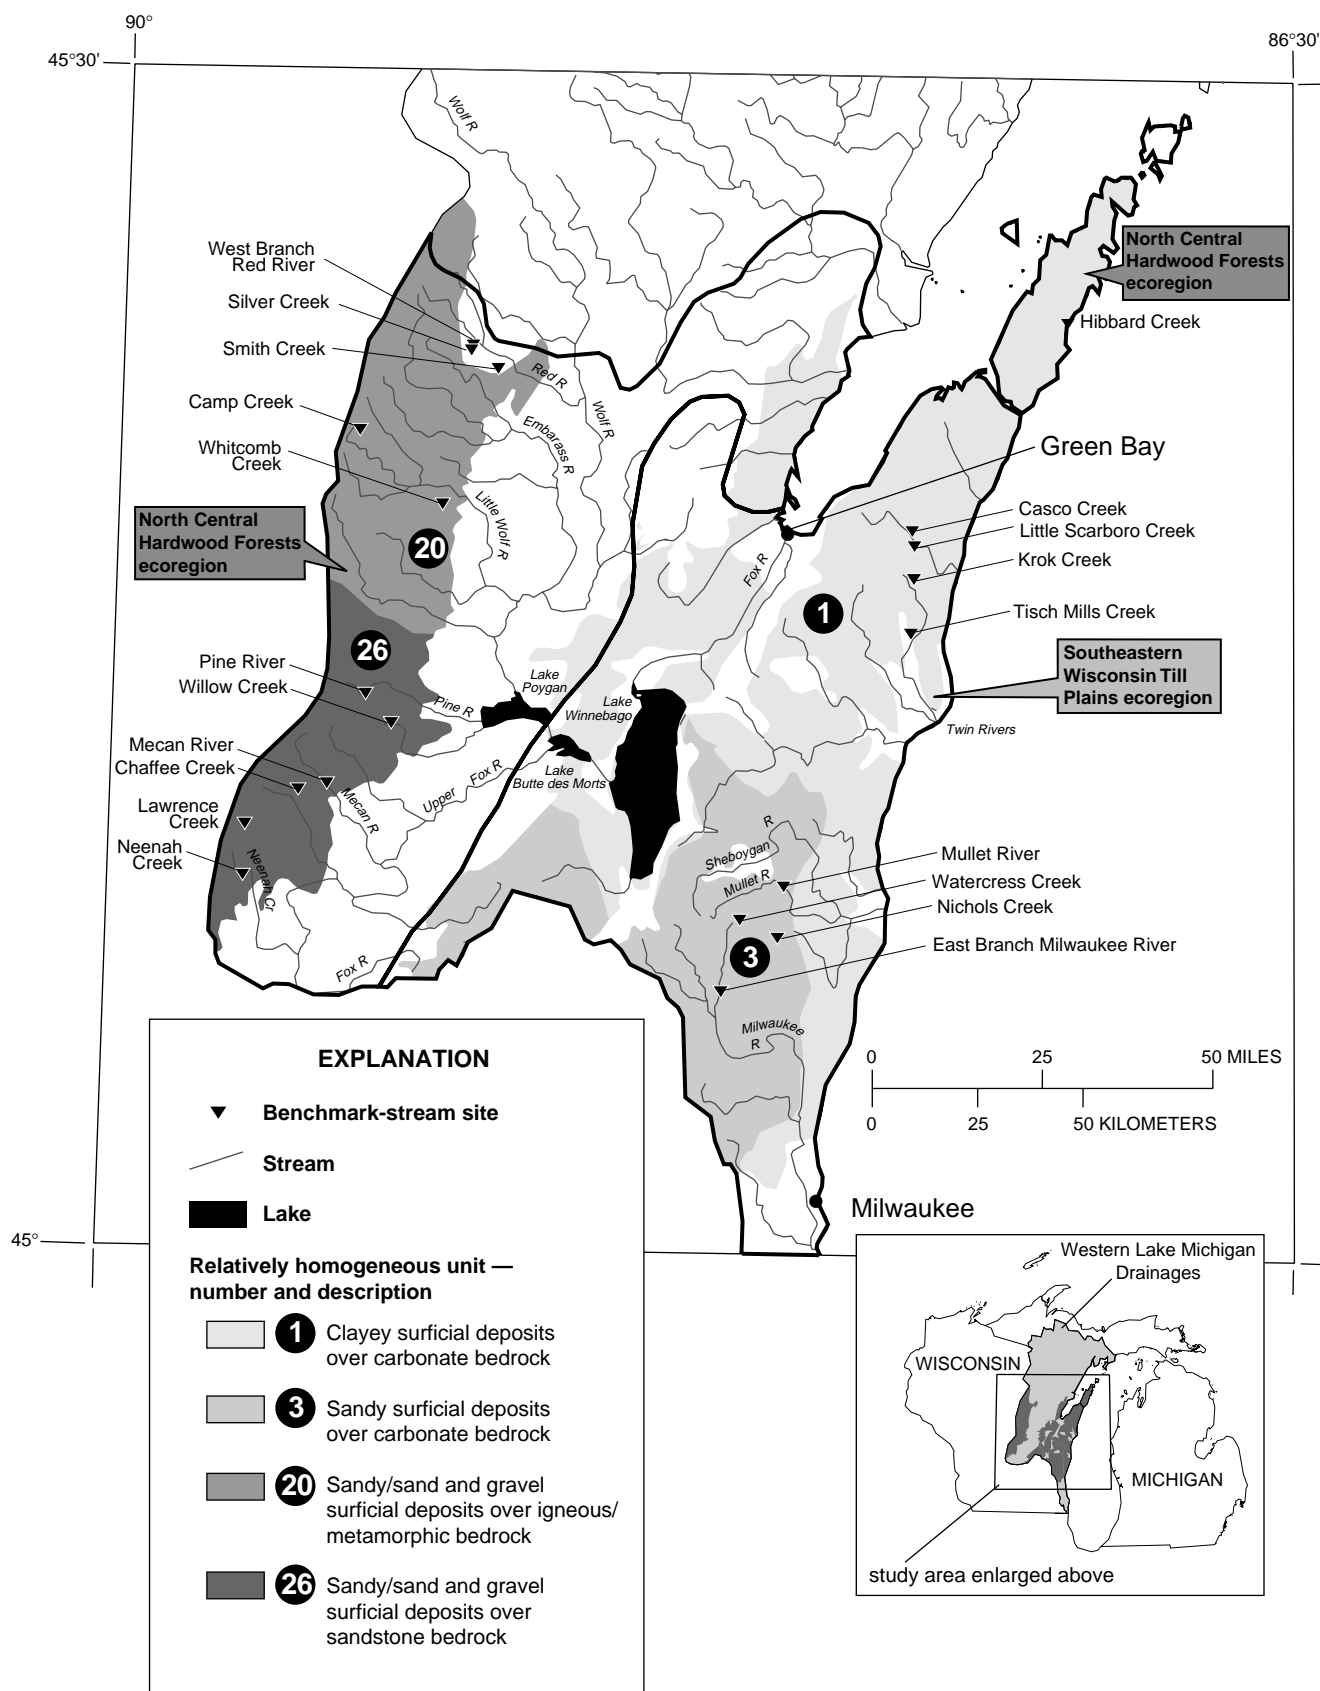 90°
86°30'
45°30'
Wolf R
West Branch
Red River
Silver Creek
Smith Creek
Camp Creek
Whitcomb
Creek
North Central
Hardwood Forests
ecoregion
North Central
Hardwood Forests
ecoregion
Hibbard Creek
Red R
Wolf R
Embarass R
Little Wolf R
Green Bay
Casco Creek
Little Scarboro Creek
Krok Creek
Tisch Mills Creek
Fox R
20
1
26
Southeastern
Wisconsin Till
Plains ecoregion
Twin Rivers
Pine River
Willow Creek
Pine R
Lake
Poygan
Lake
Winnebago
Mecan River
Chaffee Creek
Lawrence
Creek
Neenah
Creek
Lake
Butte des Morts
Upper Fox R
Mecan R
Neenah Cr
Fox R
Sheboygan R
Mullet R
Mullet River
Watercress Creek
Nichols Creek
East Branch Milwaukee River
3
Milwaukee
R
0 25 50 MILES
0 25 50 KILOMETERS
Milwaukee
45°
EXPLANATION
Benchmark-stream site
Stream
Lake
Relatively homogeneous unit —
number and description
1 Clayey surficial deposits
over carbonate bedrock
3 Sandy surficial deposits
over carbonate bedrock
20 Sandy/sand and gravel
surficial deposits over igneous/
metamorphic bedrock
26 Sandy/sand and gravel
surficial deposits over
sandstone bedrock
Western Lake Michigan
Drainages
WISCONSIN
MICHIGAN
study area enlarged above